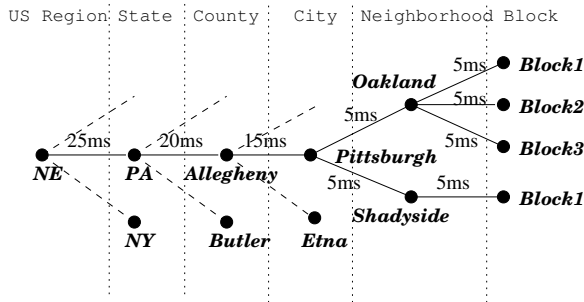 US Region State County City Neighborhood Block
5ms Block1
Oakland
5ms Block2
5ms
25ms 20ms 15ms 5ms Block3
NE PA Allegheny Pittsburgh
5ms 5ms Block1
Shadyside
NY Butler Etna